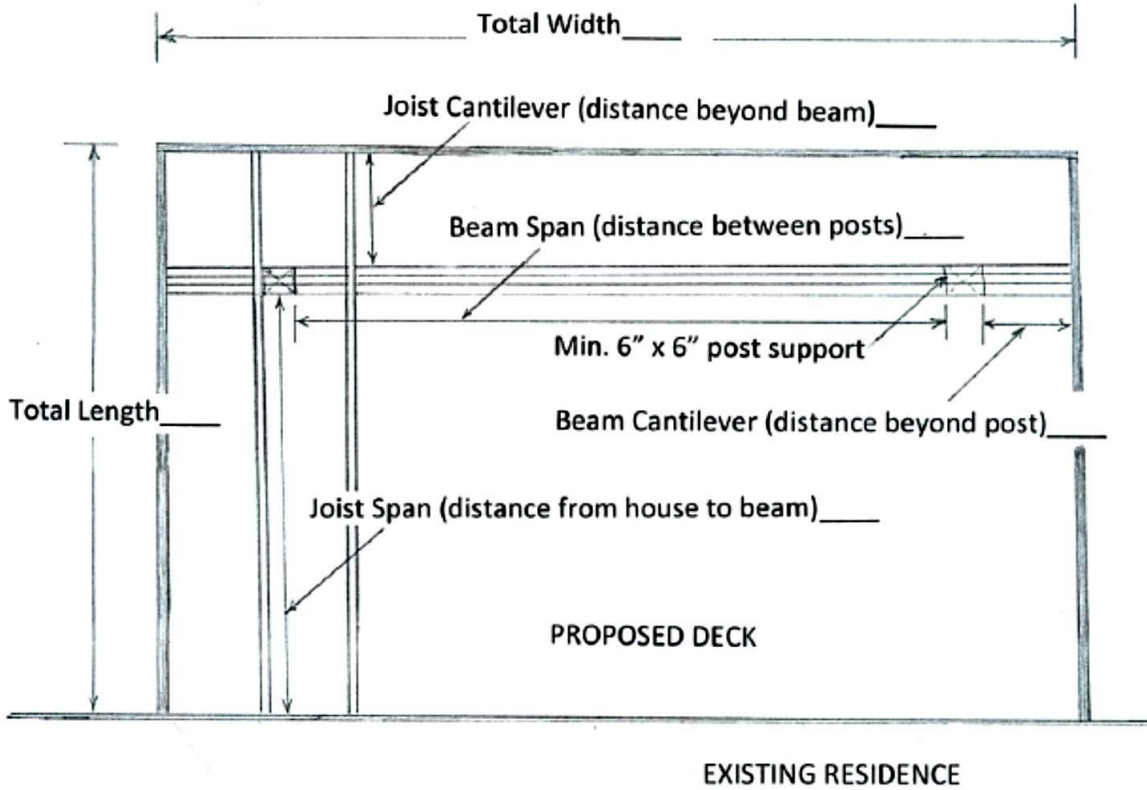 Total Width____
Joist Cantilever (distance beyond beam)____
Beam Span (distance between posts)____
Min. 6” x 6” post support
Total Length____
Beam Cantilever (distance beyond post)____
Joist Span (distance from house to beam)____
PROPOSED DECK
EXISTING RESIDENCE